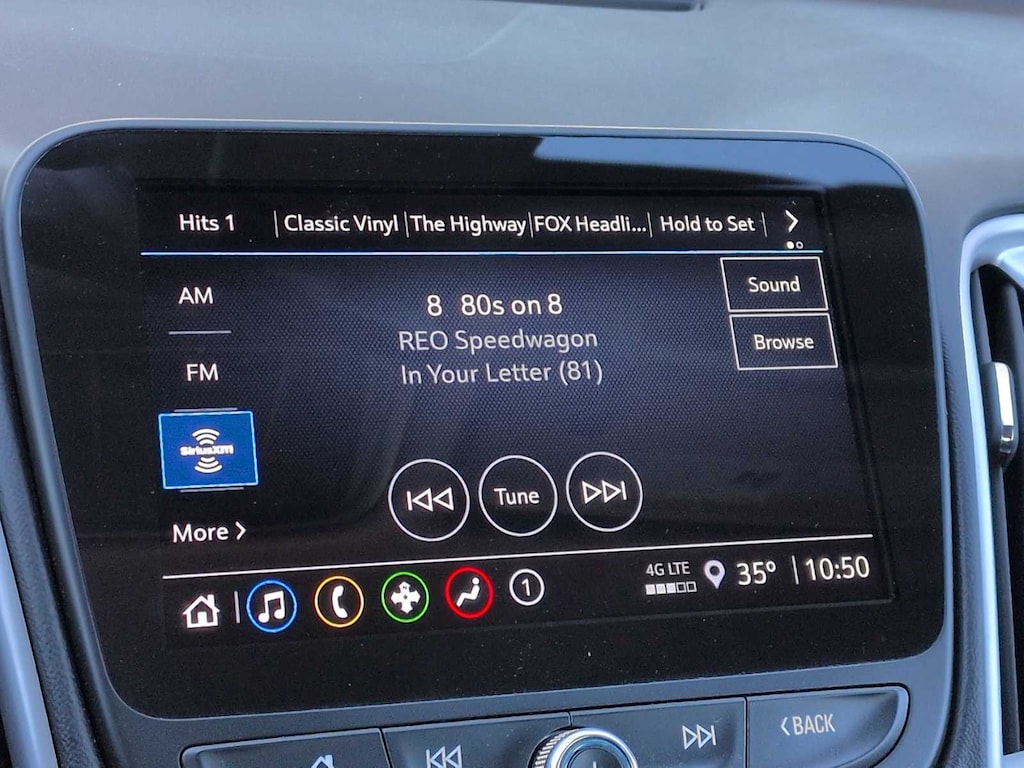 Hits 1 | Classic Vinyl | The Highway | FOX Headli... | Hold to Set |
AM
8 80s on 8
Sound
REO Speedwagon
Browse
FM
In Your Letter (81)
SiriusXM
Tune
More
1
4G LTE
35° | 10:50
BACK